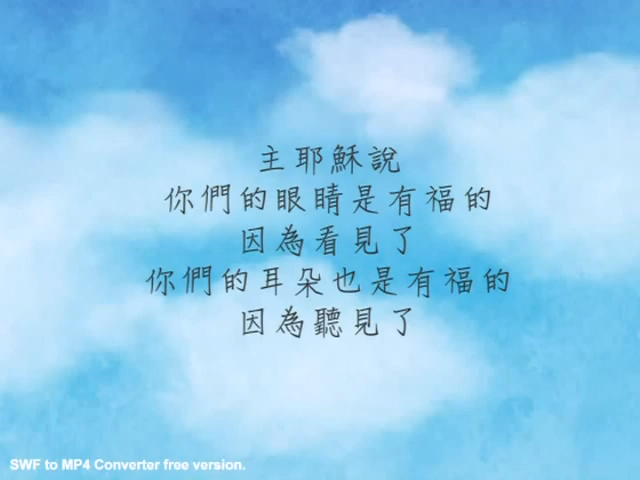 主耶穌說
你們的眼睛是有福的
因為看見了
你們的耳朵也是有福的
因為聽見了
SWF to MP4 Converter free version.